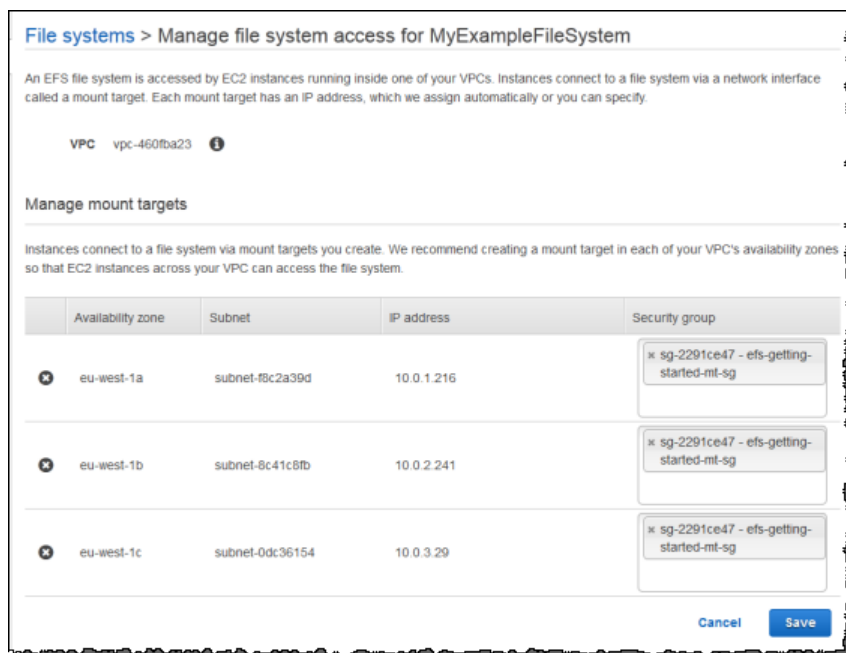 File systems > Manage file system access for MyExampleFileSystem
An EFS file system is accessed by EC2 instances running inside one of your VPCs. Instances connect to a file system via a network interface
called a mount target. Each mount target has an IP address, which we assign automatically or you can specify.
VPC vpc-460fba23
Manage mount targets
Instances connect to a file system via mount targets you create. We recommend creating a mount target in each of your VPC's availability zones
so that EC2 instances across your VPC can access the file system.
Availability zone Subnet IP address Security group
eu-west-1a subnet-f8c2a39d 10.0.1.216 × sg-2291ce47 - efs-getting-
started-mt-sg
eu-west-1b subnet-8c41c8fb 10.0.2.241 × sg-2291ce47 - efs-getting-
started-mt-sg
eu-west-1c subnet-0dc36154 10.0.3.29 × sg-2291ce47 - efs-getting-
started-mt-sg
Cancel Save